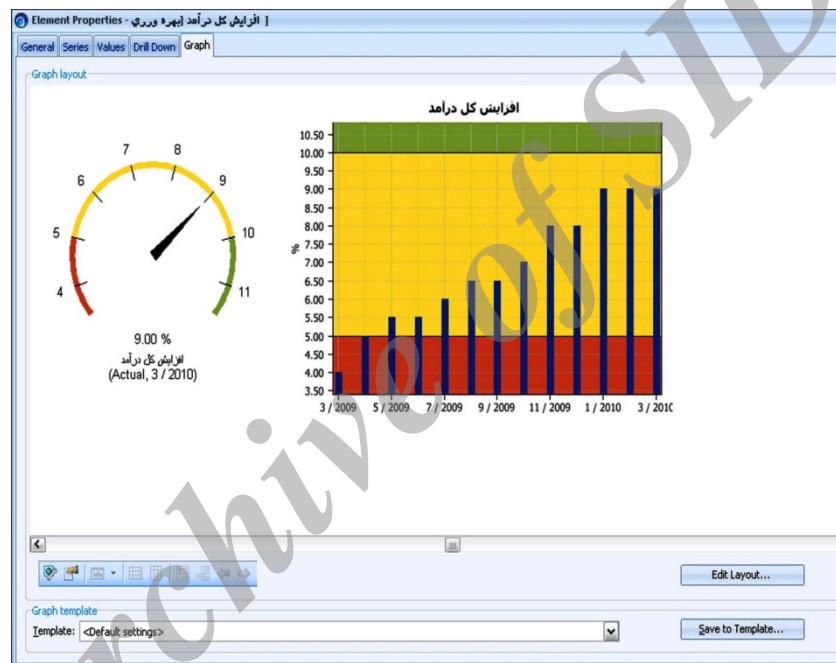 Element Properties - افزایش کل درآمد [بهره ورري ]
General Series Values Drill Down Graph
Graph layout
افزایش کل درآمد
4 5 6 7 8 9 10 11
9.00 %
افزایش کل درآمد
(Actual, 3 / 2010)
%
10.50
10.00
9.50
9.00
8.50
8.00
7.50
7.00
6.50
6.00
5.50
5.00
4.50
4.00
3.50
3 / 2009 5 / 2009 7 / 2009 9 / 2009 11 / 2009 1 / 2010 3 / 2010
Edit Layout...
Graph template
Template: <Default settings>
Save to Template...
Archive of SID